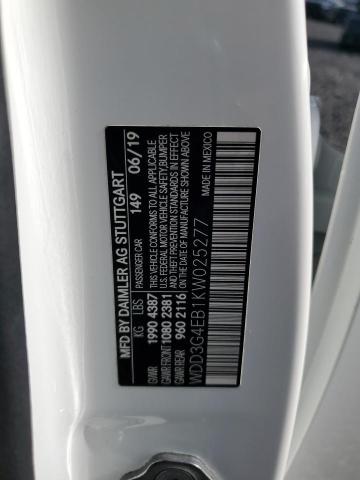 MFD BY DAIMLER AG STUTTGART
PASSENGER CAR 149 06/19
KG LBS
GVWR 1990 4387
GAWR FRONT 1080 2381
GAWR REAR 960 2116
THIS VEHICLE CONFORMS TO ALL APPLICABLE
U.S. FEDERAL MOTOR VEHICLE SAFETY, BUMPER,
AND THEFT PREVENTION STANDARDS IN EFFECT
ON THE DATE OF MANUFACTURE SHOWN ABOVE.
WDD3G4EB1KW025277
MADE IN MEXICO